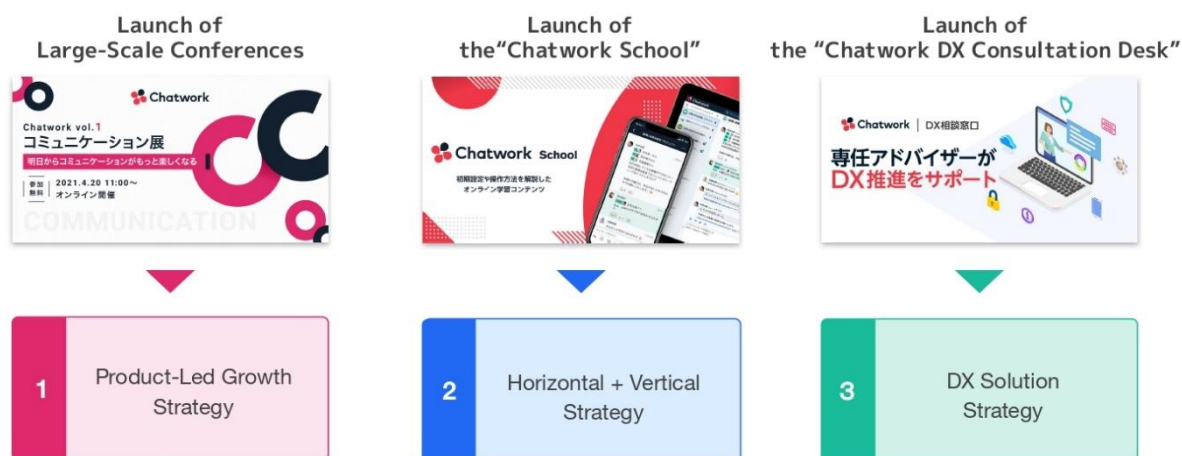 Launch of
Large-Scale Conferences
Chatwork
Chatwork vol.1
コミュニケーション展
明日からコミュニケーションがもっと楽しくなる
参加
無料
2021.4.20 11:00～
オンライン開催
COMMUNICATION
1
Product-Led Growth
Strategy
Launch of
the“Chatwork School”
Chatwork School
初期設定や操作方法を解説した
オンライン学習コンテンツ
Chatwork
2
Horizontal + Vertical
Strategy
Launch of
the “Chatwork DX Consultation Desk”
Chatwork | DX相談窓口
専任アドバイザーが
DX推進をサポート
3
DX Solution
Strategy